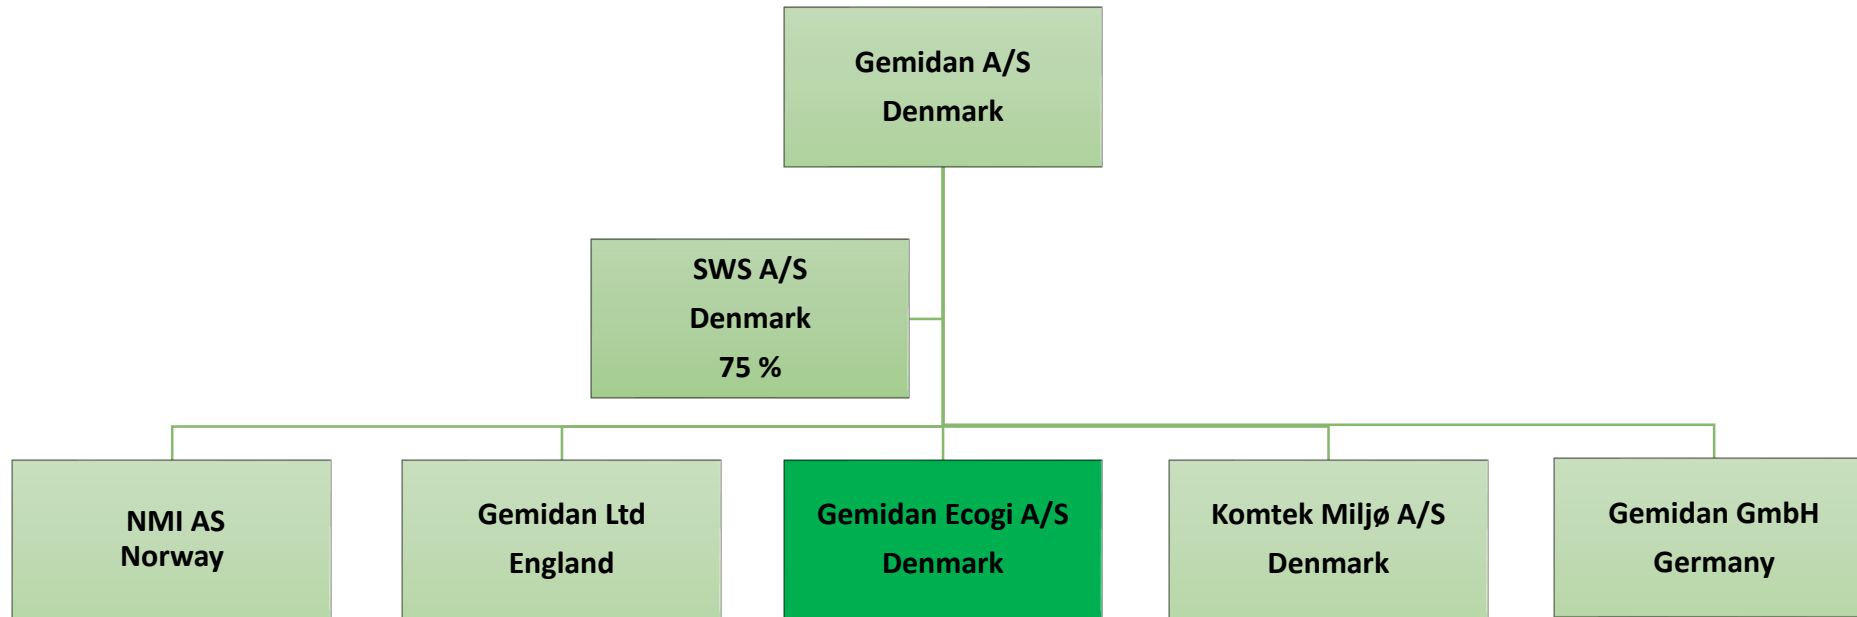 Gemidan A/S
Denmark
SWS A/S
Denmark
75 %
NMI AS
Norway
Gemidan Ltd
England
Gemidan Ecogi A/S
Denmark
Komtek Miljø A/S
Denmark
Gemidan GmbH
Germany